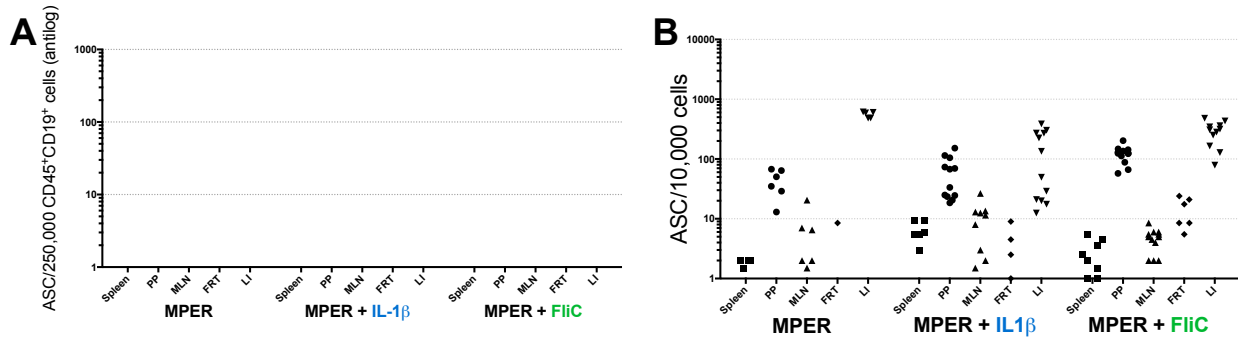 A
ASC/250,000 CD45⁺CD19⁺ cells (antilog)
1000
100
10
1
Spleen PP MLN FRT LI Spleen PP MLN FRT LI Spleen PP MLN FRT LI
MPER MPER + IL-1β MPER + FliC
B
ASC/10,000 cells
10000
1000
100
10
1
Spleen PP MLN FRT LI Spleen PP MLN FRT LI Spleen PP MLN FRT LI
MPER MPER + IL1β MPER + FliC